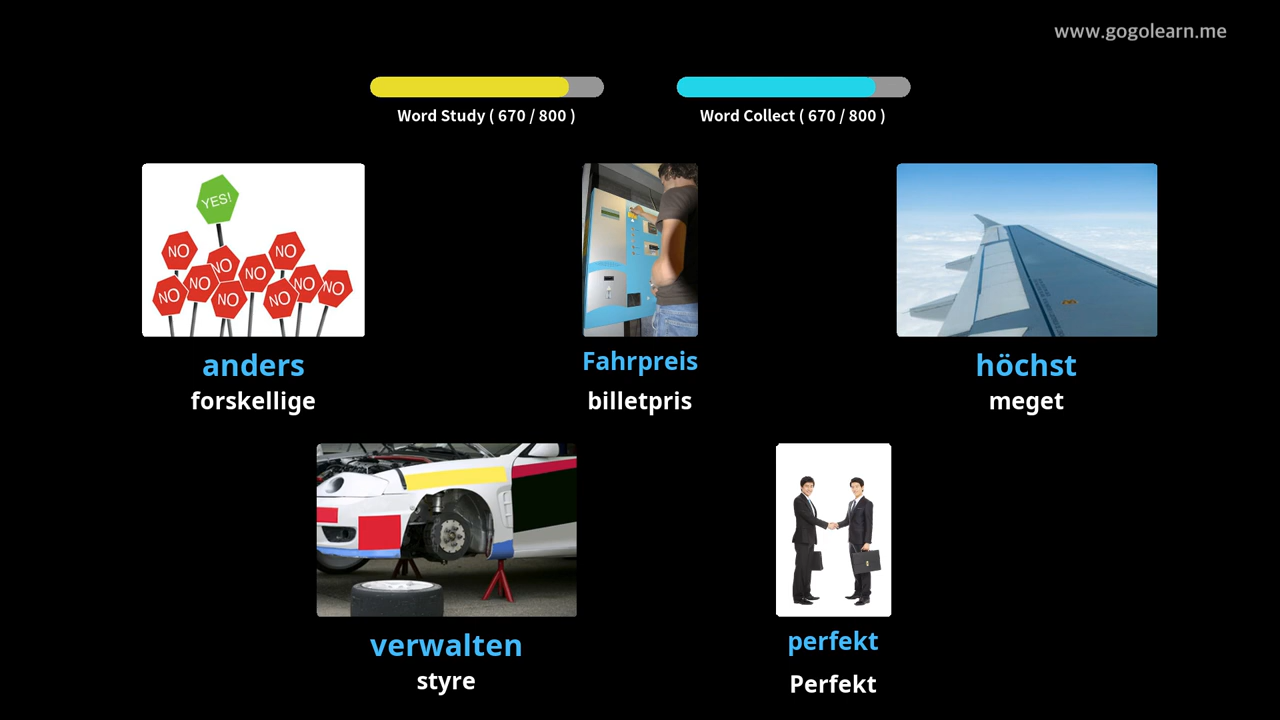 www.gogolearn.me
Word Study ( 670 / 800 )
Word Collect ( 670 / 800 )
YES!
NO
NO
NO
NO
NO
NO
NO
NO
NO
NO
anders
forskellige
Fahrpreis
billetpris
höchst
meget
verwalten
styre
perfekt
Perfekt